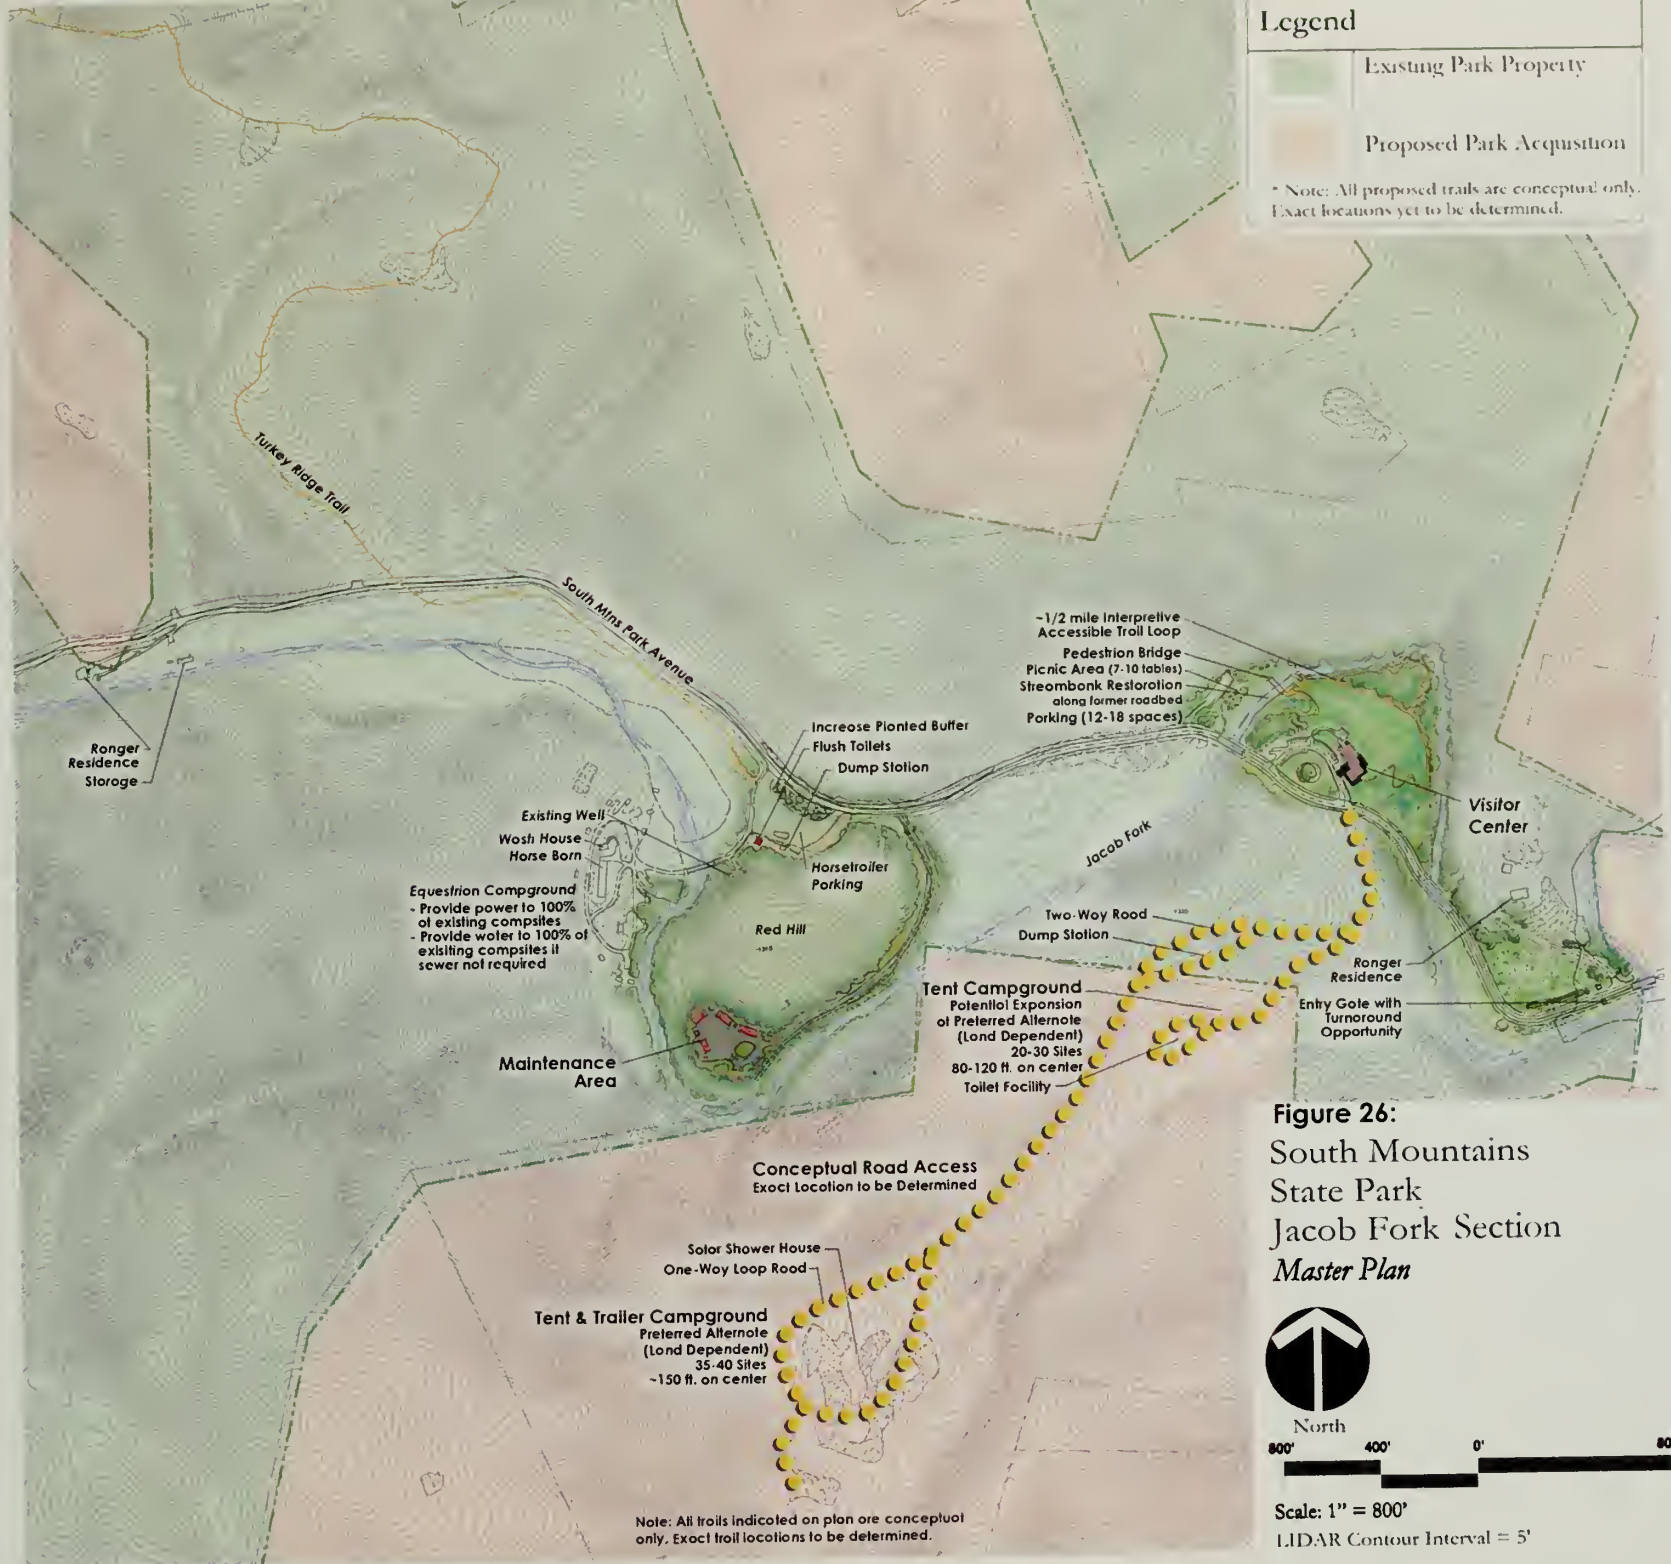 Legend
Existing Park Property
Proposed Park Acquisition
* Note: All proposed trails are conceptual only.
Exact locations yet to be determined.
Turkey Ridge Trail
South Mtns Park Avenue
~1/2 mile Interpretive
Accessible Trail Loop
Pedestrian Bridge
Picnic Area (7-10 tables)
Streambank Restoration
along former roadbed
Parking (12-18 spaces)
Ranger
Residence
Storage
Increase Planted Buffer
Flush Toilets
Dump Station
Existing Well
Wash House
Horse Barn
Horsetrailer
Parking
Equestrian Campground
- Provide power to 100%
of existing campsites
- Provide water to 100% of
exisiting campsites if
sewer not required
Red Hill
Jacob Fork
Visitor
Center
Two-Way Road
Dump Station
Ranger
Residence
Tent Campground
Potential Expansion
of Preferred Alternate
(Land Dependent)
20-30 Sites
80-120 ft. on center
Toilet Facility
Entry Gate with
Turnaround
Opportunity
Maintenance
Area
Conceptual Road Access
Exact Location to be Determined
Solar Shower House
One-Way Loop Road
Tent & Trailer Campground
Preferred Alternate
(Land Dependent)
35-40 Sites
~150 ft. on center
Note: All trails indicated on plan are conceptual
only. Exact trail locations to be determined.
Figure 26:
South Mountains
State Park
Jacob Fork Section
Master Plan
North
800' 400' 0'
Scale: 1" = 800'
LIDAR Contour Interval = 5'